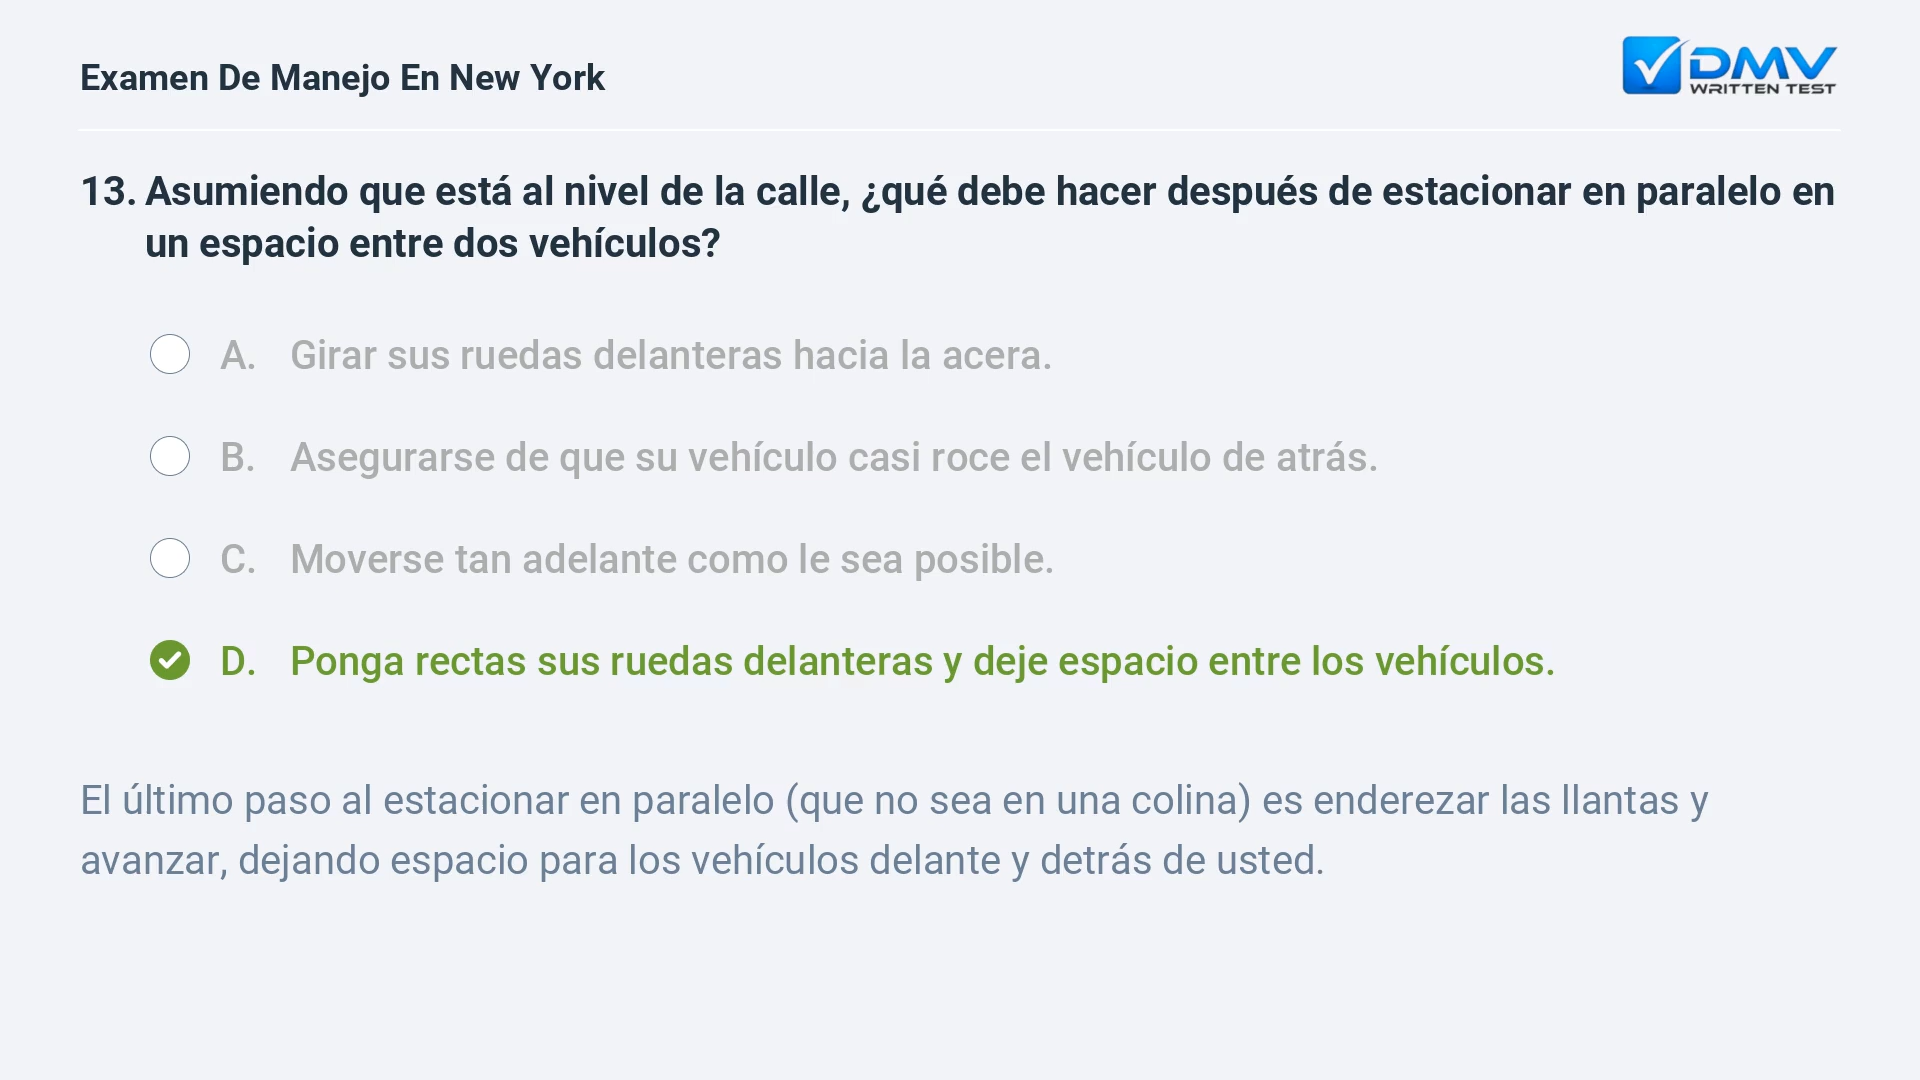 Examen De Manejo En New York
DMV
WRITTEN TEST
13. Asumiendo que está al nivel de la calle, ¿qué debe hacer después de estacionar en paralelo en
un espacio entre dos vehículos?
A. Girar sus ruedas delanteras hacia la acera.
B. Asegurarse de que su vehículo casi roce el vehículo de atrás.
C. Moverse tan adelante como le sea posible.
D. Ponga rectas sus ruedas delanteras y deje espacio entre los vehículos.
El último paso al estacionar en paralelo (que no sea en una colina) es enderezar las llantas y
avanzar, dejando espacio para los vehículos delante y detrás de usted.